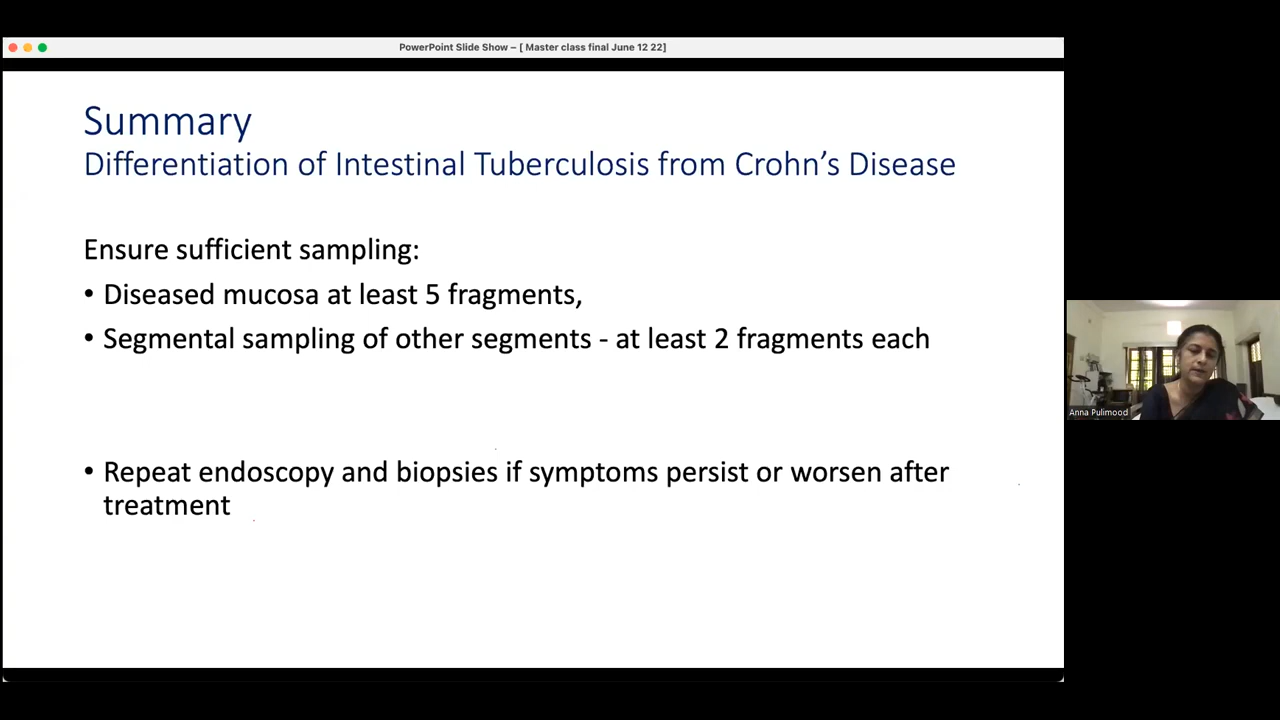 PowerPoint Slide Show – [ Master class final June 12 22]
Summary
Differentiation of Intestinal Tuberculosis from Crohn’s Disease
Ensure sufficient sampling:
• Diseased mucosa at least 5 fragments,
• Segmental sampling of other segments - at least 2 fragments each
• Repeat endoscopy and biopsies if symptoms persist or worsen after
treatment
Anna Pulimood